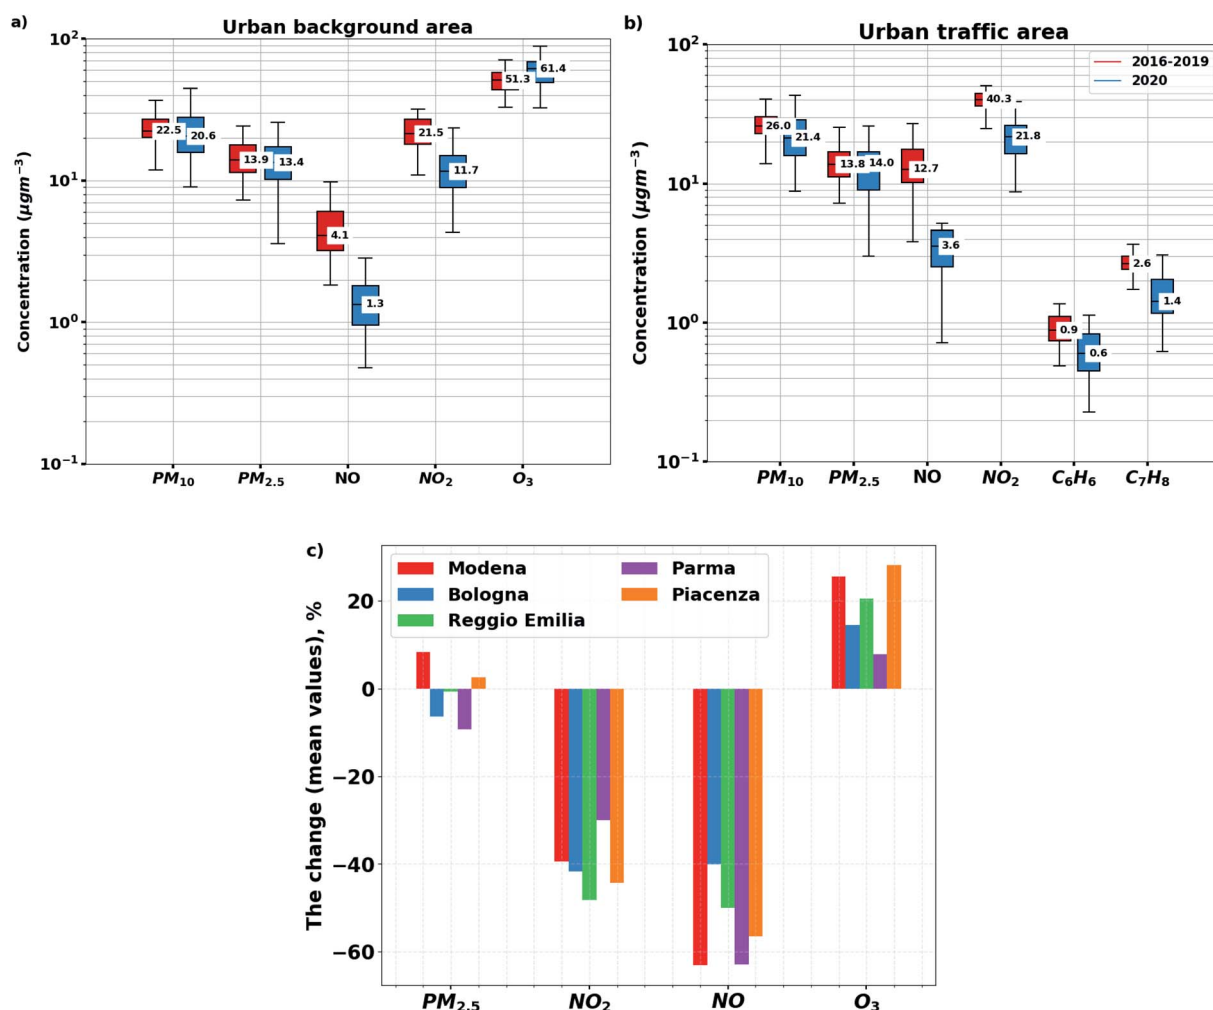 a)
Urban background area
Concentration (μgm⁻³)
10²
10¹
10⁰
10⁻¹
22.5
20.6
13.9
13.4
4.1
1.3
21.5
11.7
51.3
61.4
PM₁₀
PM₂.₅
NO
NO₂
O₃
b)
Urban traffic area
2016-2019
2020
Concentration (μgm⁻³)
10²
10¹
10⁰
10⁻¹
26.0
21.4
13.8
14.0
12.7
3.6
40.3
21.8
0.9
0.6
2.6
1.4
PM₁₀
PM₂.₅
NO
NO₂
C₆H₆
C₇H₈
c)
Modena
Bologna
Reggio Emilia
Parma
Piacenza
The change (mean values), %
20
0
−20
−40
−60
PM₂.₅
NO₂
NO
O₃